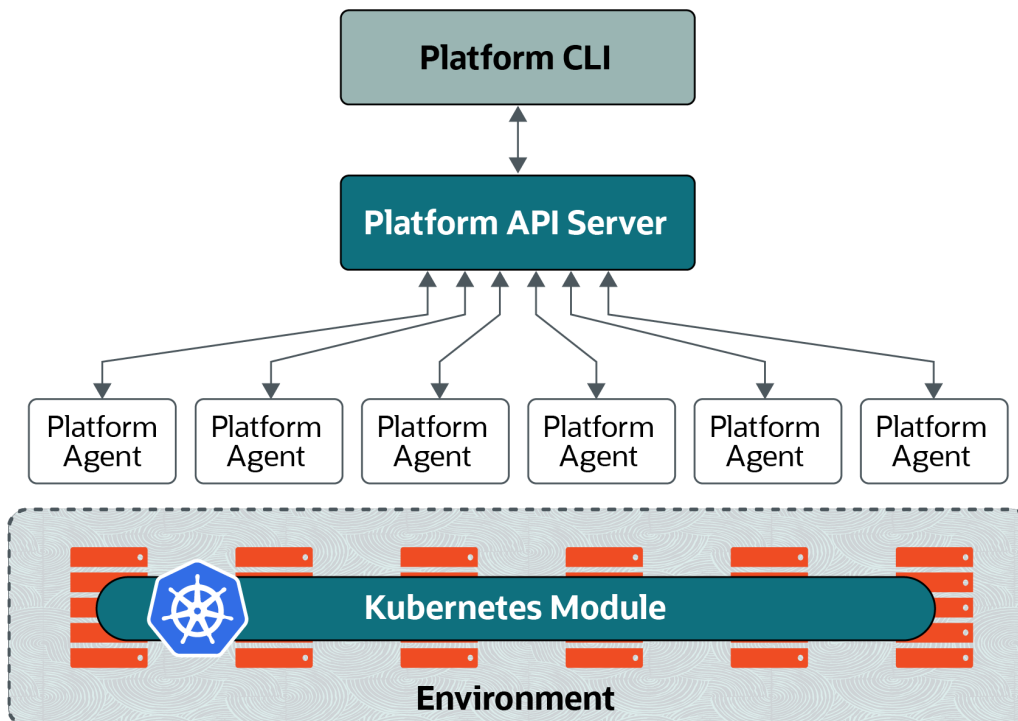 Platform CLI
Platform API Server
Platform
Agent
Platform
Agent
Platform
Agent
Platform
Agent
Platform
Agent
Platform
Agent
Kubernetes Module
Environment